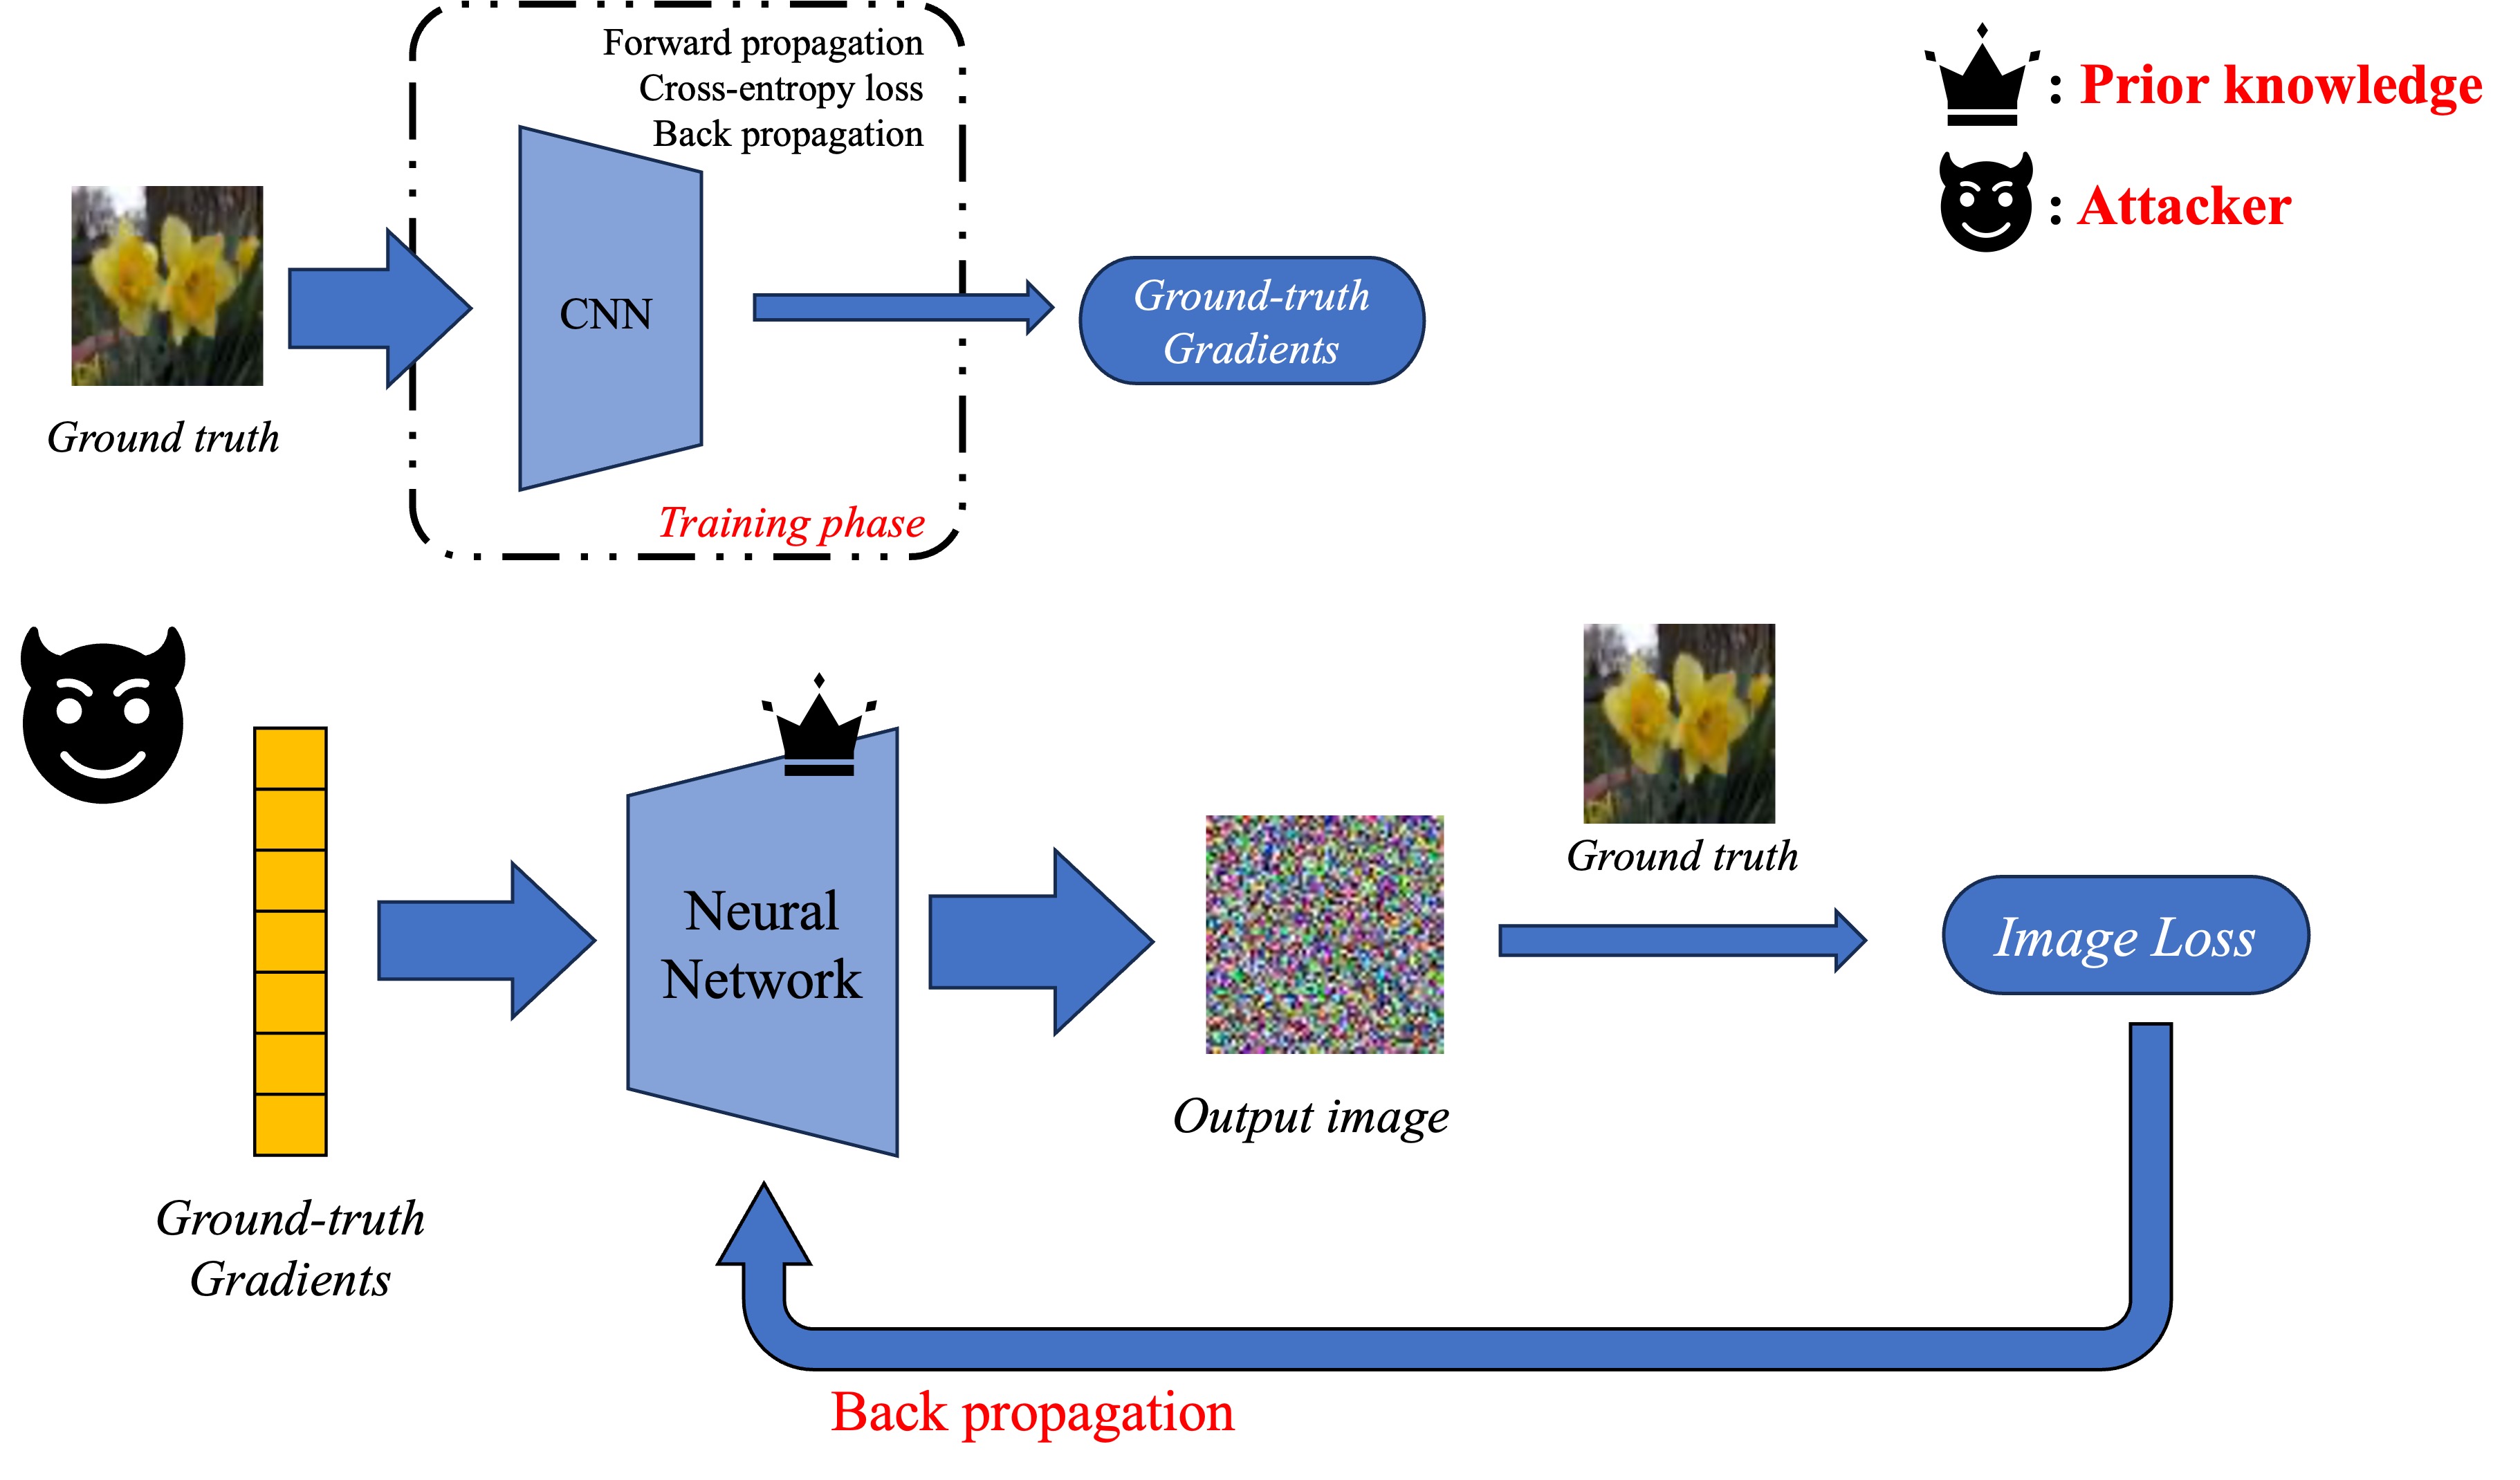 Forward propagation
Cross-entropy loss
Back propagation
CNN
Training phase
Ground truth
Ground-truth
Gradients
: Prior knowledge
: Attacker
Ground-truth
Gradients
Neural
Network
Output image
Ground truth
Image Loss
Back propagation